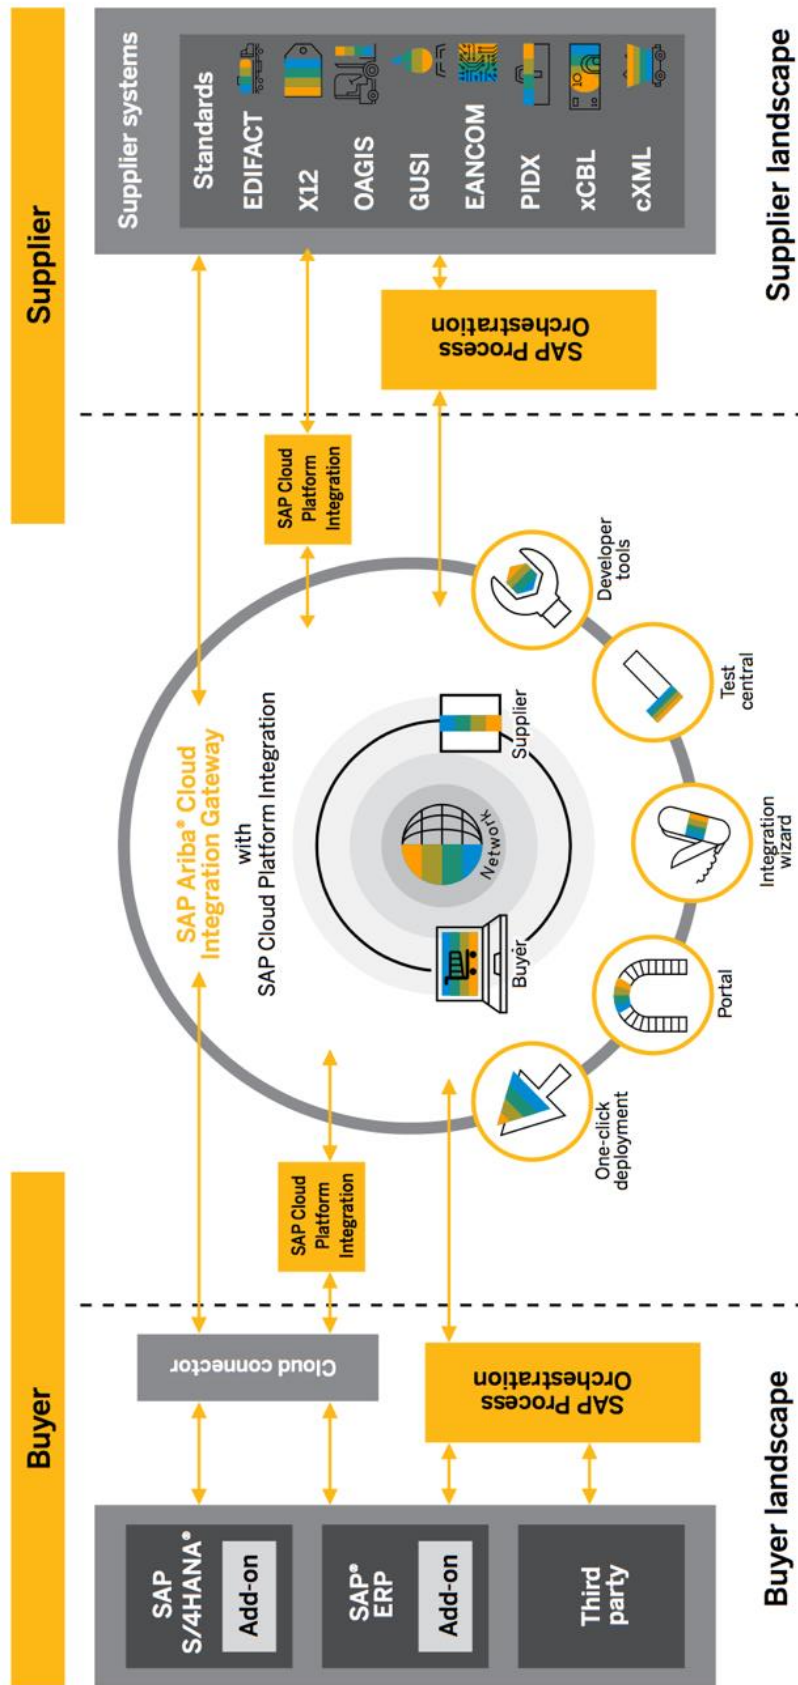 Buyer
Supplier
SAP
S/4HANA®
Add-on
SAP®
ERP
Add-on
Third
party
Buyer landscape
Cloud connector
SAP Process
Orchestration
SAP Cloud
Platform
Integration
SAP Ariba® Cloud
Integration Gateway
with
SAP Cloud Platform Integration
Network
Buyer
Supplier
One-click
deployment
Portal
Integration
wizard
Test
central
Developer
tools
SAP Cloud
Platform
Integration
SAP Process
Orchestration
Supplier systems
Standards
EDIFACT
X12
OAGIS
GUSI
EANCOM
PIDX
xCBL
10
cXML
Supplier landscape